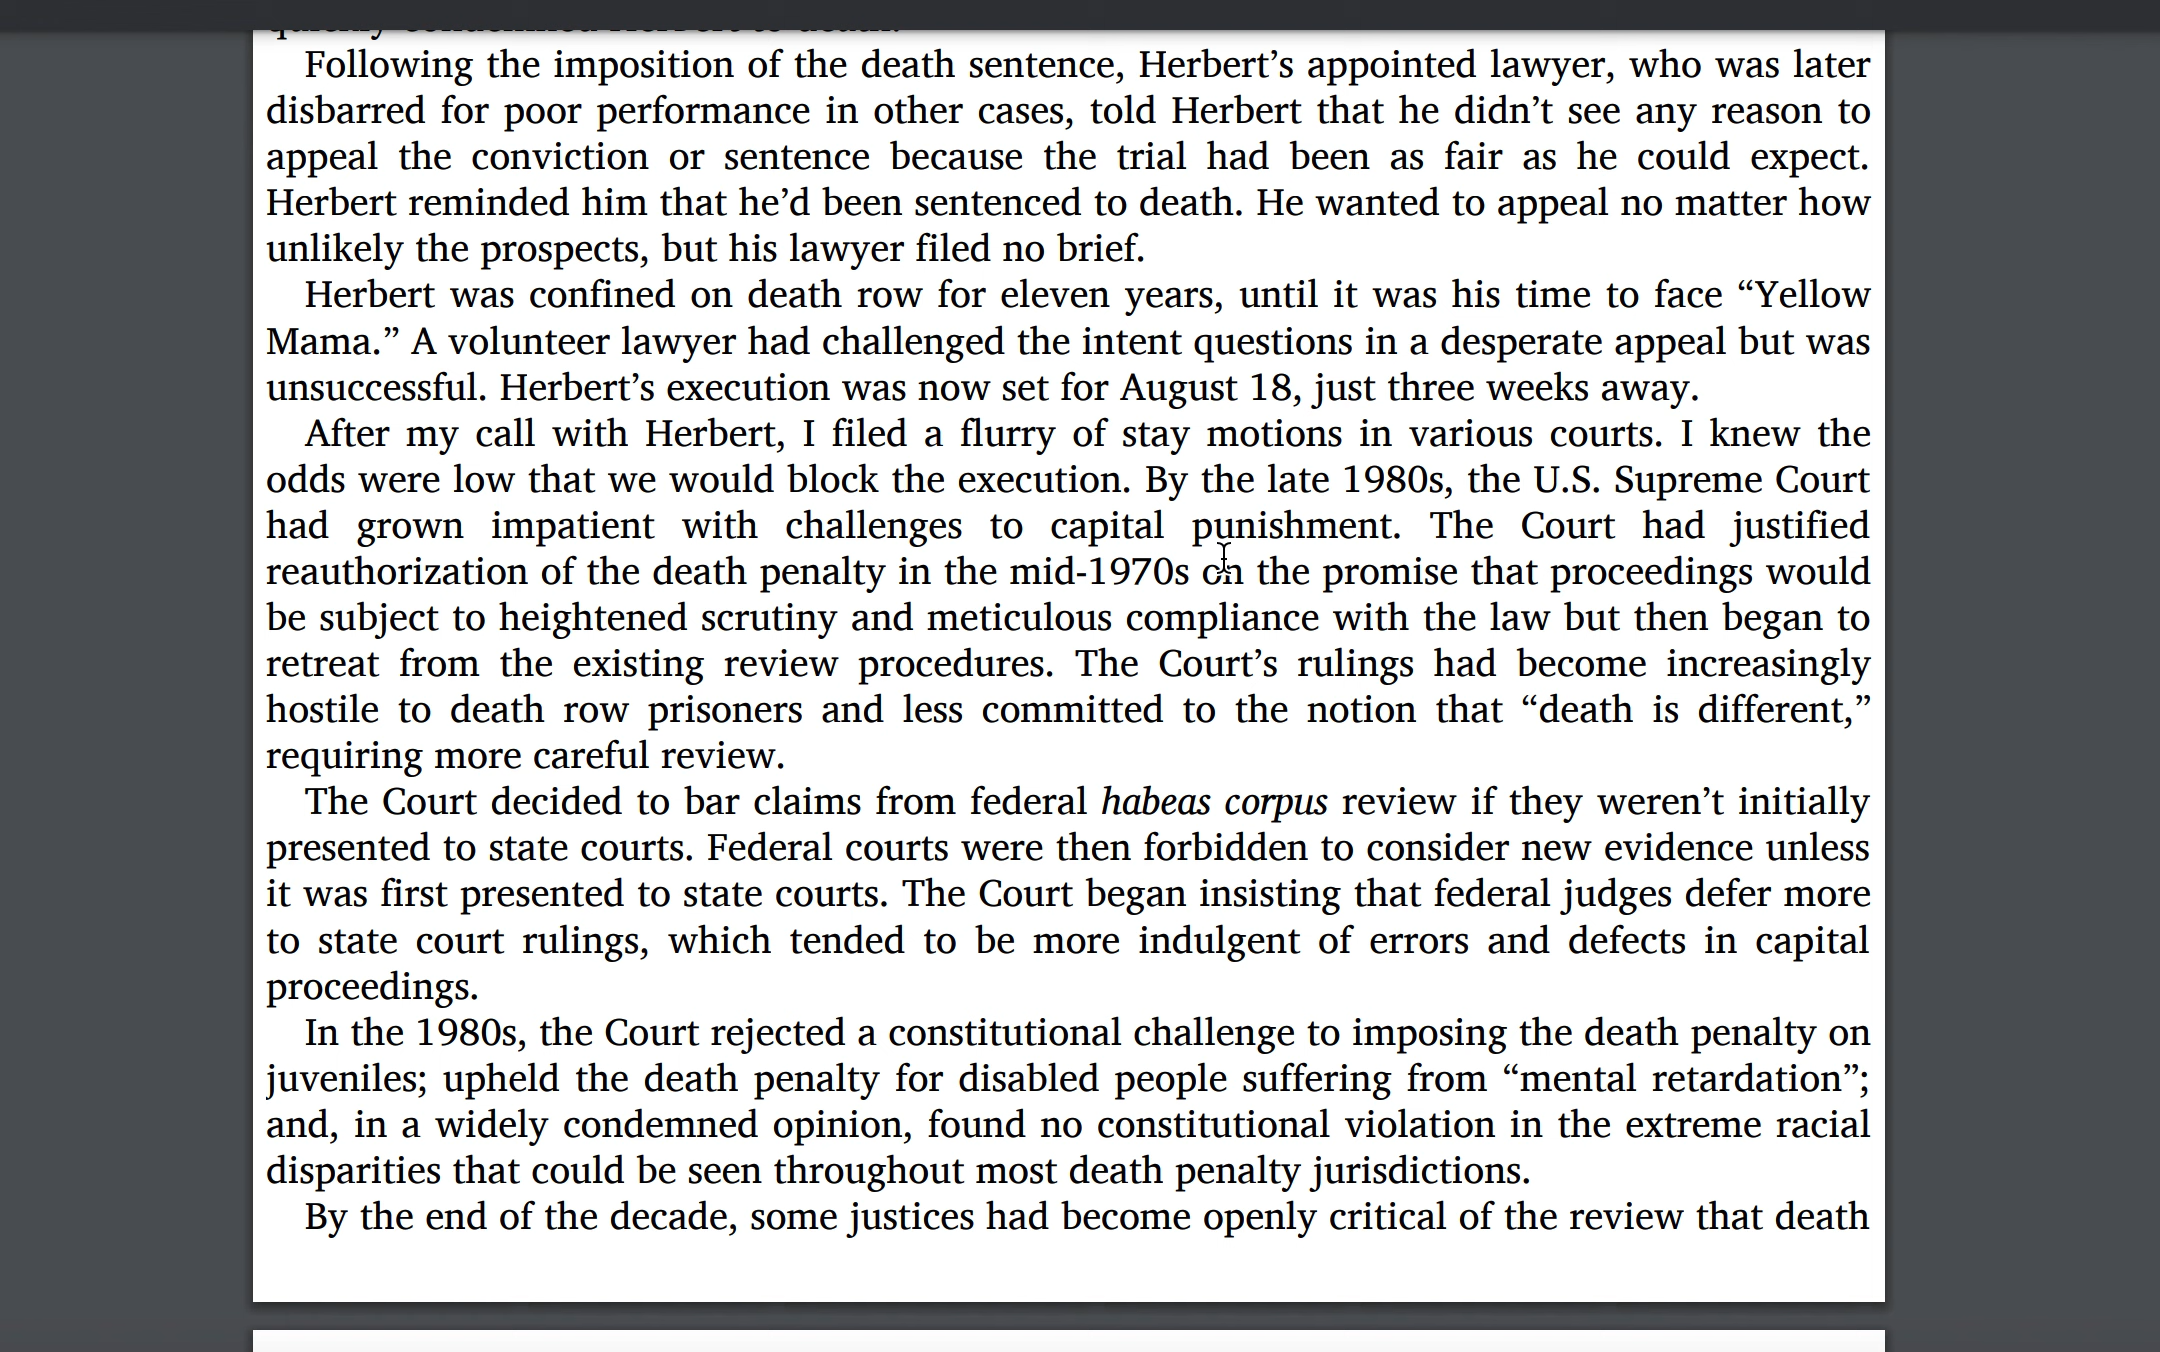 Following the imposition of the death sentence, Herbert’s appointed lawyer, who was later
disbarred for poor performance in other cases, told Herbert that he didn’t see any reason to
appeal the conviction or sentence because the trial had been as fair as he could expect.
Herbert reminded him that he’d been sentenced to death. He wanted to appeal no matter how
unlikely the prospects, but his lawyer filed no brief.
Herbert was confined on death row for eleven years, until it was his time to face “Yellow
Mama.” A volunteer lawyer had challenged the intent questions in a desperate appeal but was
unsuccessful. Herbert’s execution was now set for August 18, just three weeks away.
After my call with Herbert, I filed a flurry of stay motions in various courts. I knew the
odds were low that we would block the execution. By the late 1980s, the U.S. Supreme Court
had grown impatient with challenges to capital punishment. The Court had justified
reauthorization of the death penalty in the mid-1970s on the promise that proceedings would
be subject to heightened scrutiny and meticulous compliance with the law but then began to
retreat from the existing review procedures. The Court’s rulings had become increasingly
hostile to death row prisoners and less committed to the notion that “death is different,”
requiring more careful review.
The Court decided to bar claims from federal habeas corpus review if they weren’t initially
presented to state courts. Federal courts were then forbidden to consider new evidence unless
it was first presented to state courts. The Court began insisting that federal judges defer more
to state court rulings, which tended to be more indulgent of errors and defects in capital
proceedings.
In the 1980s, the Court rejected a constitutional challenge to imposing the death penalty on
juveniles; upheld the death penalty for disabled people suffering from “mental retardation”;
and, in a widely condemned opinion, found no constitutional violation in the extreme racial
disparities that could be seen throughout most death penalty jurisdictions.
By the end of the decade, some justices had become openly critical of the review that death